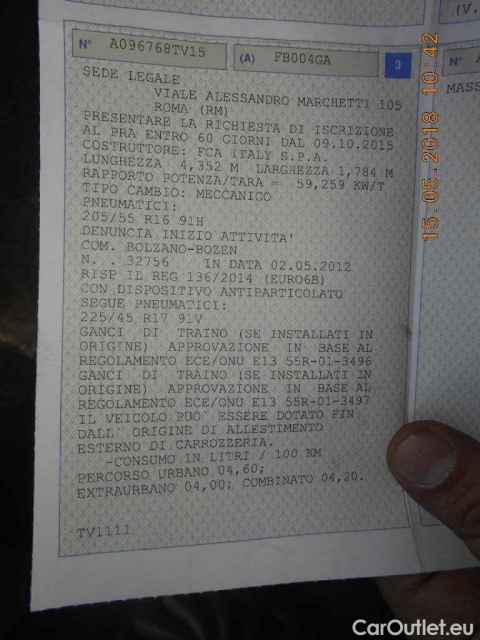 (V.
N° A096768TV15 (A) FB004GA 3
N°
MASS
SEDE LEGALE
VIALE ALESSANDRO MARCHETTI 105
ROMA (RM)
PRESENTARE LA RICHIESTA DI ISCRIZIONE
AL PRA ENTRO 60 GIORNI DAL 09.10.2015
COSTRUTTORE: FCA ITALY S.P.A.
LUNGHEZZA 4,352 M LARGHEZZA 1,784 M
RAPPORTO POTENZA/TARA = 59,259 KW/T
TIPO CAMBIO: MECCANICO
PNEUMATICI:
205/55 R16 91H
DENUNCIA INIZIO ATTIVITA'
COM. BOLZANO-BOZEN
N. . 32756 IN DATA 02.05.2012
RISP IL REG 136/2014 (EURO6B)
CON DISPOSITIVO ANTIPARTICOLATO
SEGUE PNEUMATICI:
225/45 R17 91V
GANCI DI TRAINO (SE INSTALLATI IN
ORIGINE) APPROVAZIONE IN BASE AL
REGOLAMENTO ECE/ONU E13 55R-01-3496
GANCI DI TRAINO (SE INSTALLATI IN
ORIGINE) APPROVAZIONE IN BASE AL
REGOLAMENTO ECE/ONU E13 55R-01-3497
IL VEICOLO PUO' ESSERE DOTATO FIN
DALL' ORIGINE DI ALLESTIMENTO
ESTERNO DI CARROZZERIA.
-CONSUMO IN LITRI / 100 KM
PERCORSO URBANO 04,60;
EXTRAURBANO 04,00; COMBINATO 04,20.
TV1111
15-05-2018 10:42
CarOutlet.eu